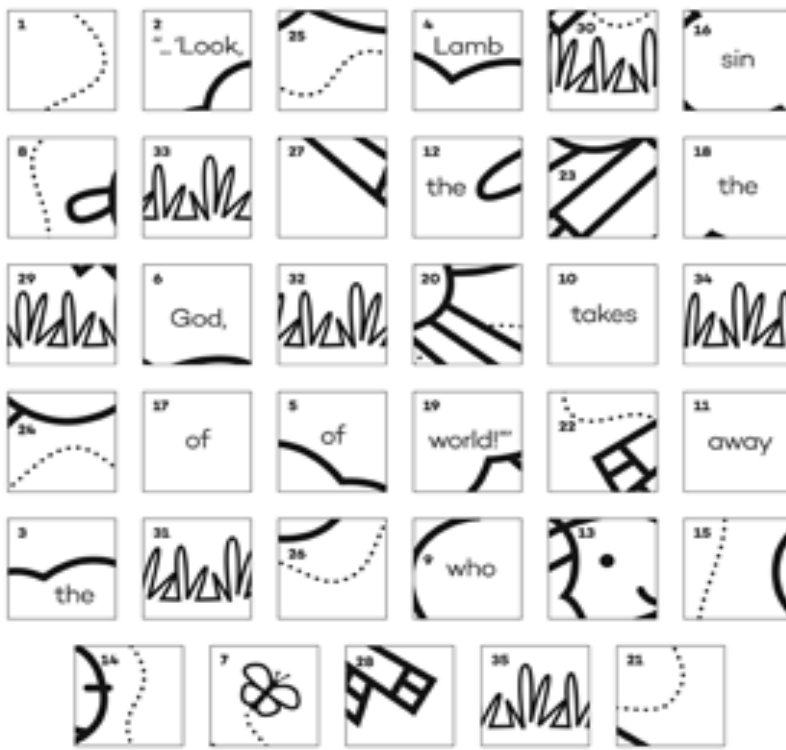 1 2 25 4 30 16
"...'Look, Lamb sin
8 33 27 12 23 18
the the
29 6 32 20 10 34
God, takes
24 17 5 19 22 11
of of world!'" away
3 31 26 9 13 15
the who
14 7 28 35 21